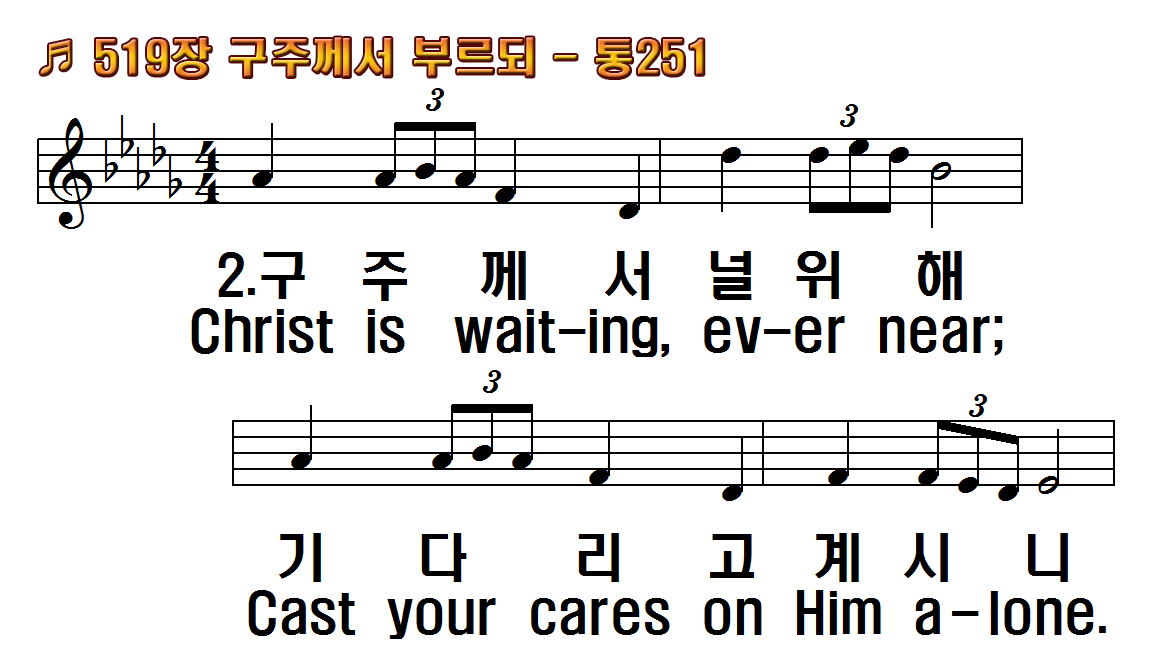 ♬ 519장 구주께서 부르되 - 통251
3 3
4
4
2.구 주 께 서 널 위 해
Christ is wait-ing, ev-er near;
3 3
기 다 리 고 계 시 니
Cast your cares on Him a-lone.